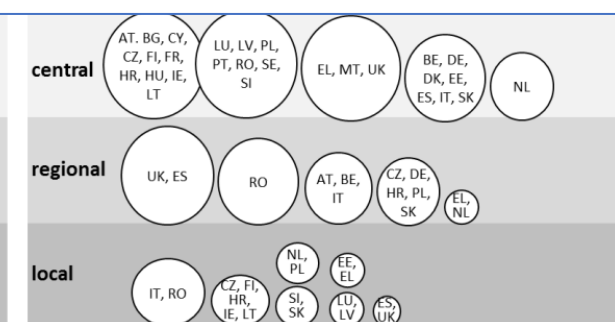 central
AT. BG, CY,
CZ, FI, FR,
HR, HU, IE,
LT
LU, LV, PL,
PT, RO, SE,
SI
EL, MT, UK
BE, DE,
DK, EE,
ES, IT, SK
NL
regional
UK, ES
RO
AT, BE,
IT
CZ, DE,
HR, PL,
SK
EL,
NL
local
IT, RO
CZ, FI,
HR,
IE, LT
NL,
PL
SI,
SK
EE,
EL
LU,
LV
ES,
UK